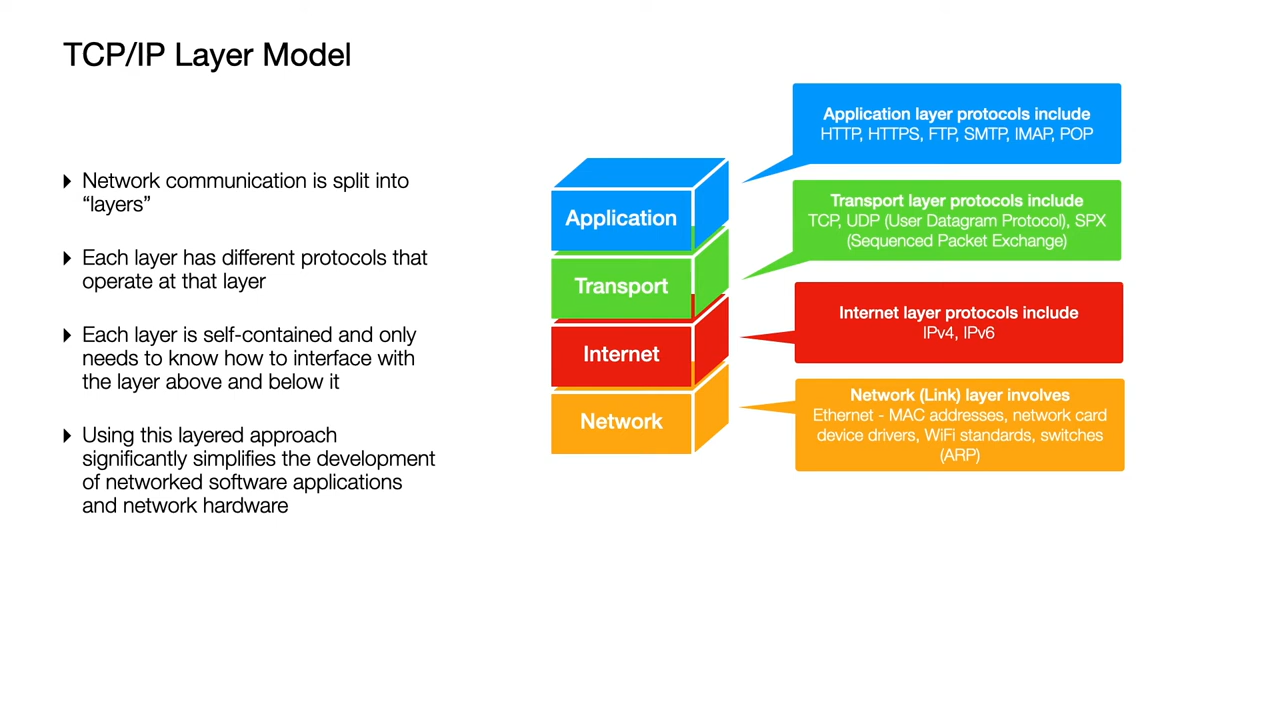 TCP/IP Layer Model
Network communication is split into
“layers”
Each layer has different protocols that
operate at that layer
Each layer is self-contained and only
needs to know how to interface with
the layer above and below it
Using this layered approach
significantly simplifies the development
of networked software applications
and network hardware
Application
Transport
Internet
Network
Application layer protocols include
HTTP, HTTPS, FTP, SMTP, IMAP, POP
Transport layer protocols include
TCP, UDP (User Datagram Protocol), SPX
(Sequenced Packet Exchange)
Internet layer protocols include
IPv4, IPv6
Network (Link) layer involves
Ethernet - MAC addresses, network card
device drivers, WiFi standards, switches
(ARP)